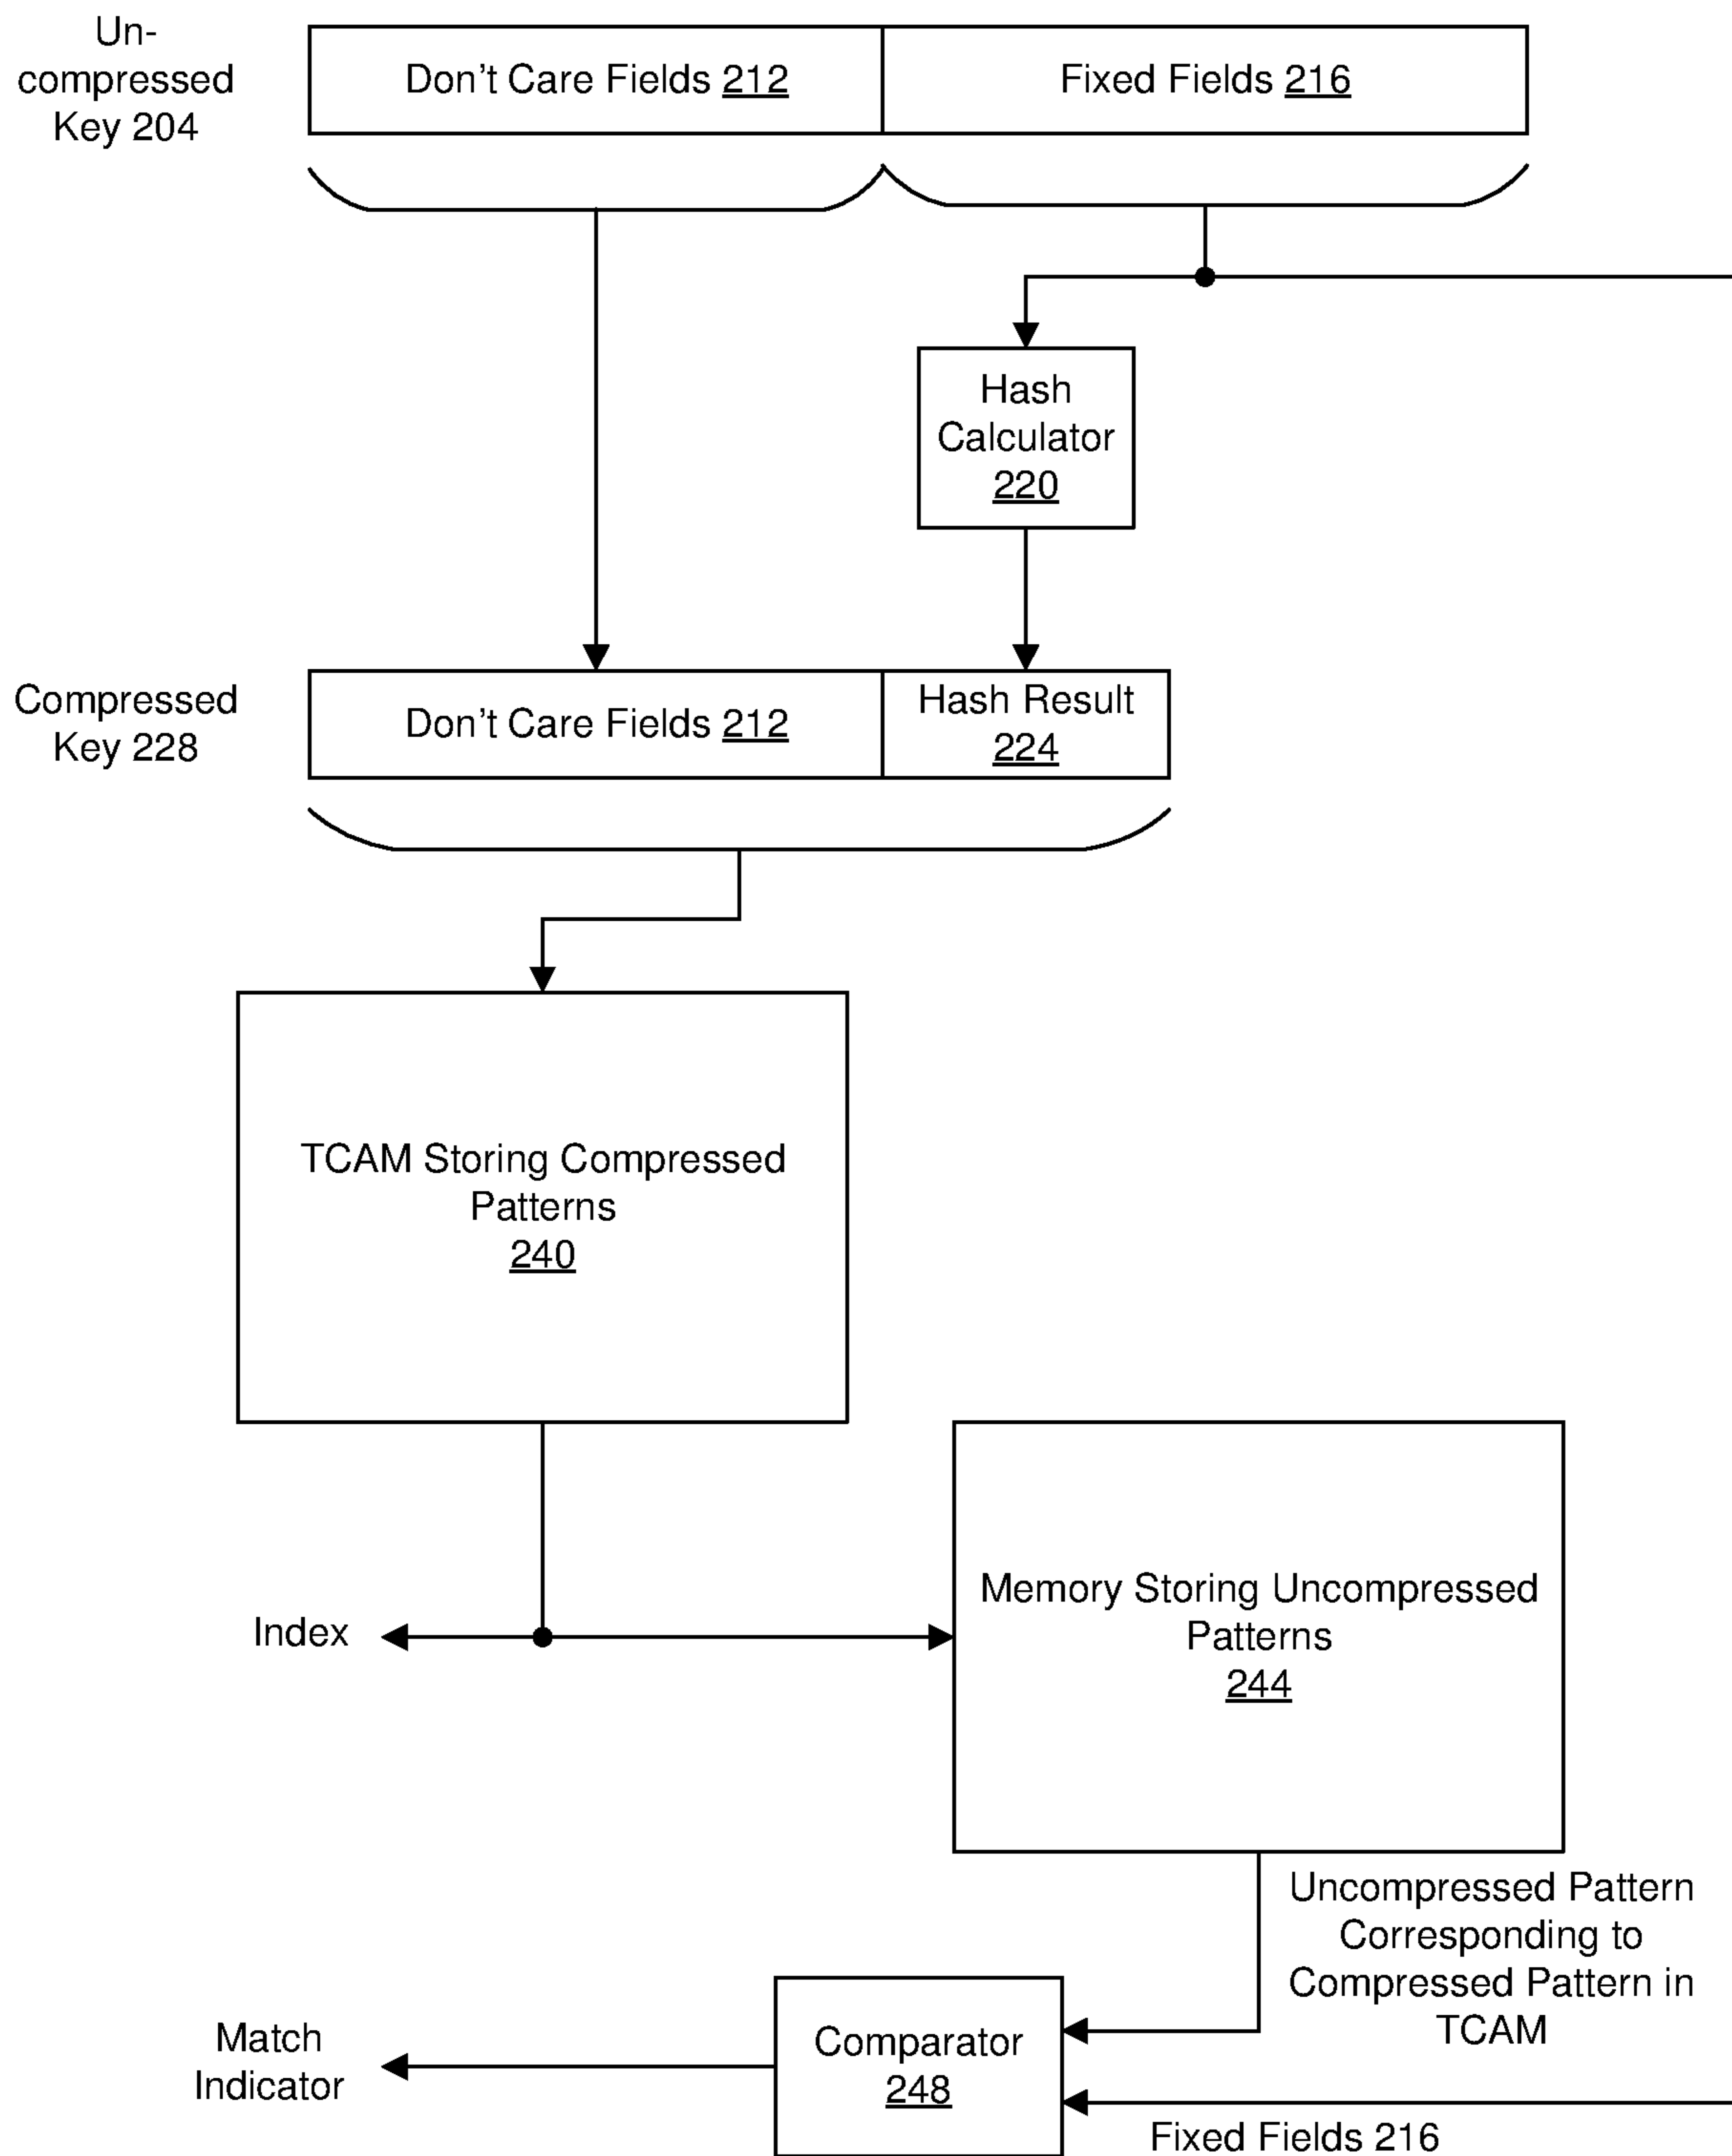 Un-
compressed
Key 204
Don't Care Fields 212
Fixed Fields 216
Hash
Calculator
220
Compressed
Key 228
Don't Care Fields 212
Hash Result
224
TCAM Storing Compressed
Patterns
240
Index
Memory Storing Uncompressed
Patterns
244
Uncompressed Pattern
Corresponding to
Compressed Pattern in
TCAM
Match
Indicator
Comparator
248
Fixed Fields 216